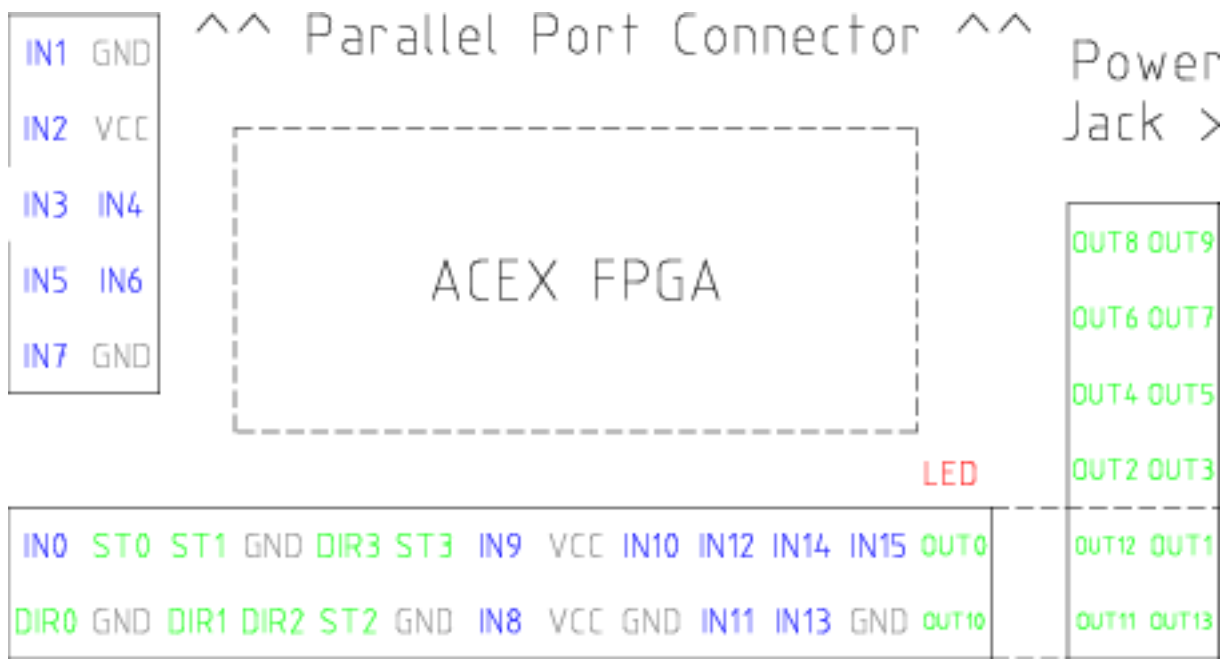 ^^ Parallel Port Connector ^^
Power
Jack >
IN1 GND
IN2 VCC
IN3 IN4
IN5 IN6
IN7 GND
ACEX FPGA
OUT8 OUT9
OUT6 OUT7
OUT4 OUT5
OUT2 OUT3
LED
IN0 ST0 ST1 GND DIR3 ST3 IN9 VCC IN10 IN12 IN14 IN15 OUT0
OUT12 OUT1
DIR0 GND DIR1 DIR2 ST2 GND IN8 VCC GND IN11 IN13 GND OUT10
OUT11 OUT13